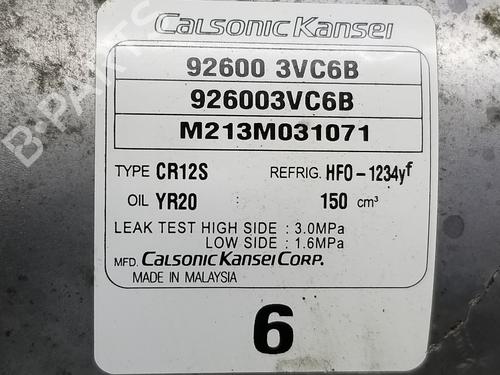 Calsonic Kansei
92600 3VC6B
926003VC6B
M213M031071
TYPE CR12S REFRIG. HFO-1234yf
OIL YR20 150 cm³
LEAK TEST HIGH SIDE : 3.0MPa
LOW SIDE : 1.6MPa
MFD. CALSONIC KANSEI CORP.
MADE IN MALAYSIA
6
B-PARTS